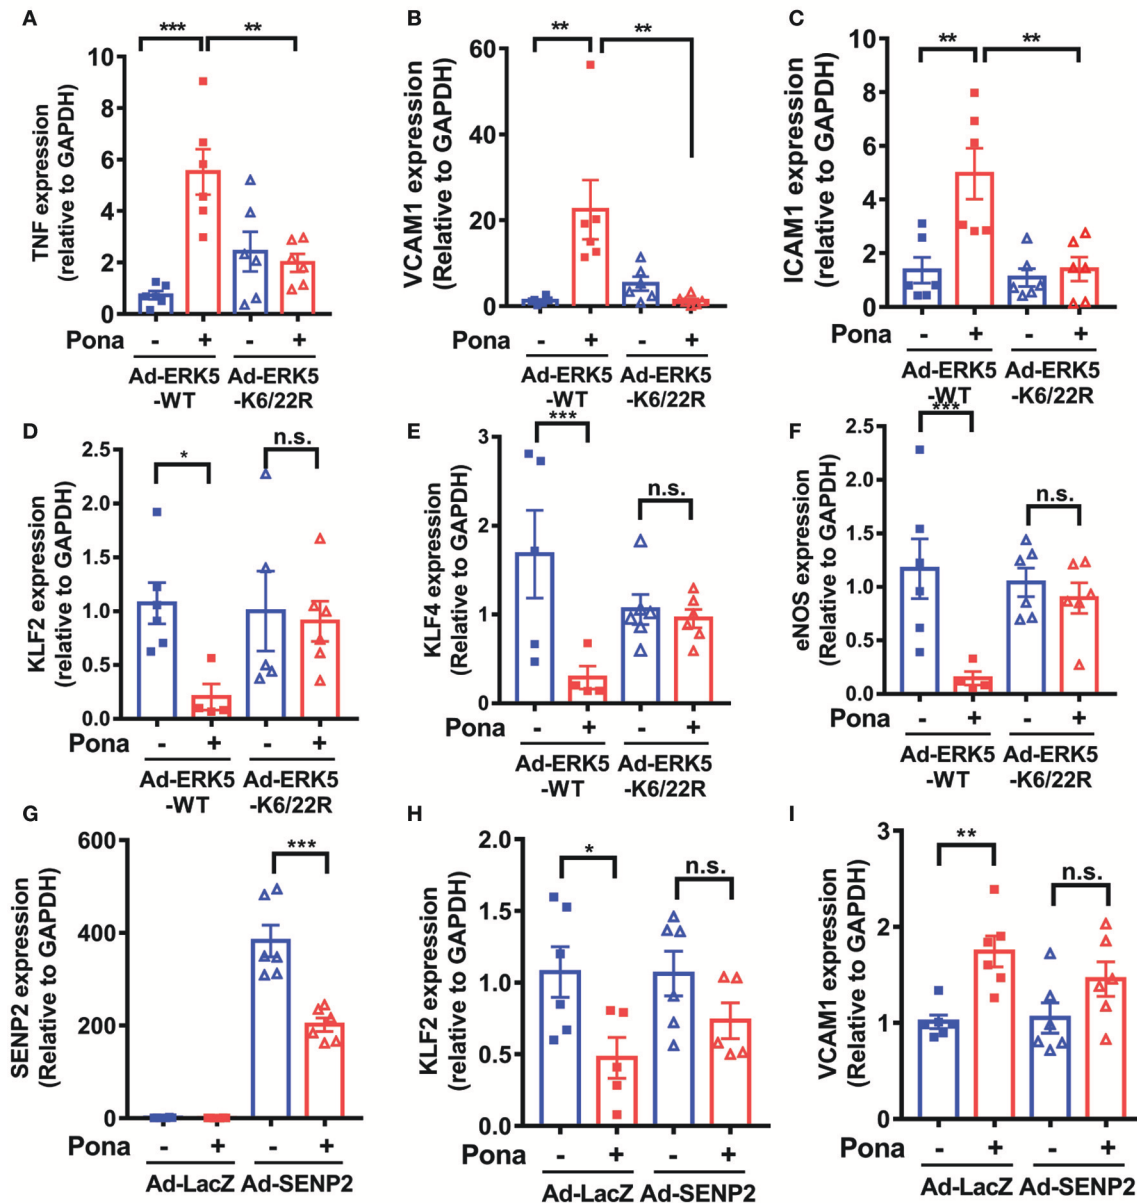 A
TNF expression
(relative to GAPDH)
10
8
6
4
2
0
***
**
Pona - + - +
Ad-ERK5 Ad-ERK5
-WT -K6/22R
B
VCAM1 expression
(Relative to GAPDH)
60
40
20
0
**
**
Pona - + - +
Ad-ERK5 Ad-ERK5
-WT -K6/22R
C
ICAM1 expression
(relative to GAPDH)
10
8
6
4
2
0
**
**
Pona - + - +
Ad-ERK5 Ad-ERK5
-WT -K6/22R
D
KLF2 expression
(relative to GAPDH)
2.5
2.0
1.5
1.0
0.5
0.0
*
n.s.
Pona - + - +
Ad-ERK5 Ad-ERK5
-WT -K6/22R
E
KLF4 expression
(Relative to GAPDH)
3
2
1
0
***
n.s.
Pona - + - +
Ad-ERK5 Ad-ERK5
-WT -K6/22R
F
eNOS expression
(Relative to GAPDH)
2.5
2.0
1.5
1.0
0.5
0.0
***
n.s.
Pona - + - +
Ad-ERK5 Ad-ERK5
-WT -K6/22R
G
SENP2 expression
(Relative to GAPDH)
600
400
200
0
***
Pona - + - +
Ad-LacZ Ad-SENP2
H
KLF2 expression
(relative to GAPDH)
2.0
1.5
1.0
0.5
0.0
*
n.s.
Pona - + - +
Ad-LacZ Ad-SENP2
I
VCAM1 expression
(Relative to GAPDH)
3
2
1
0
**
n.s.
Pona - + - +
Ad-LacZ Ad-SENP2